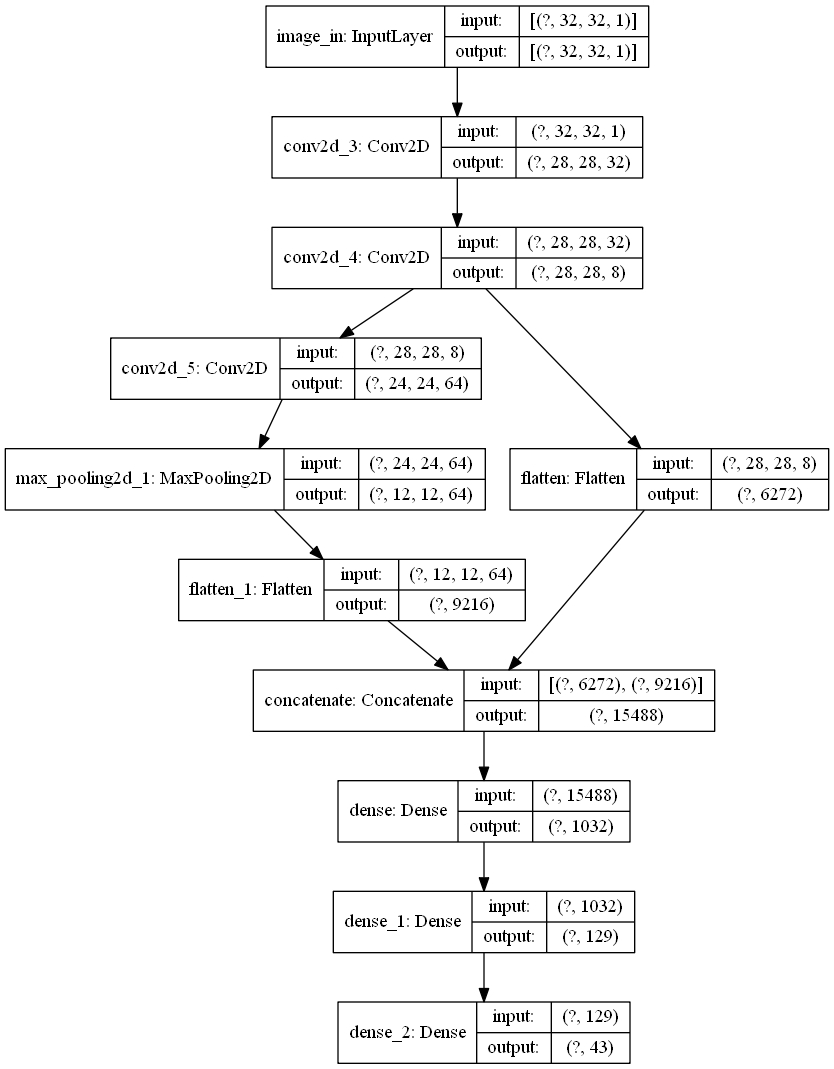 image_in: InputLayer
input: [(?, 32, 32, 1)]
output: [(?, 32, 32, 1)]
conv2d_3: Conv2D
input: (?, 32, 32, 1)
output: (?, 28, 28, 32)
conv2d_4: Conv2D
input: (?, 28, 28, 32)
output: (?, 28, 28, 8)
conv2d_5: Conv2D
input: (?, 28, 28, 8)
output: (?, 24, 24, 64)
max_pooling2d_1: MaxPooling2D
input: (?, 24, 24, 64)
output: (?, 12, 12, 64)
flatten: Flatten
input: (?, 28, 28, 8)
output: (?, 6272)
flatten_1: Flatten
input: (?, 12, 12, 64)
output: (?, 9216)
concatenate: Concatenate
input: [(?, 6272), (?, 9216)]
output: (?, 15488)
dense: Dense
input: (?, 15488)
output: (?, 1032)
dense_1: Dense
input: (?, 1032)
output: (?, 129)
dense_2: Dense
input: (?, 129)
output: (?, 43)